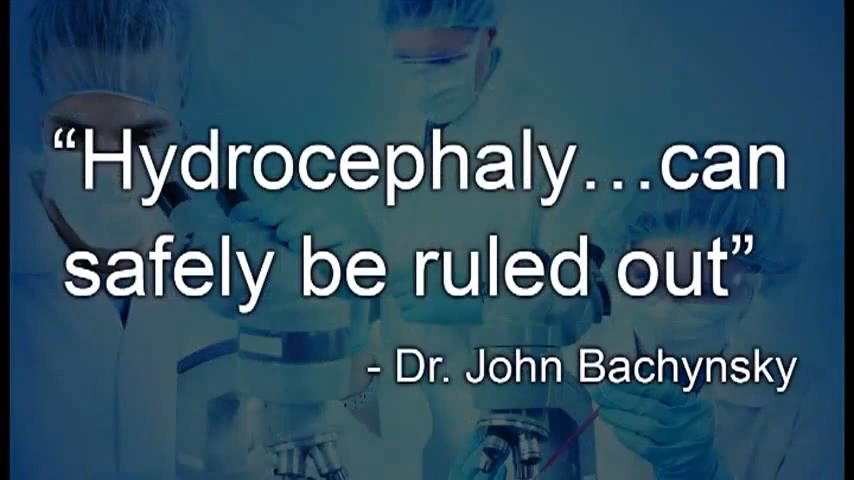 “Hydrocephaly…can
safely be ruled out”
- Dr. John Bachynsky